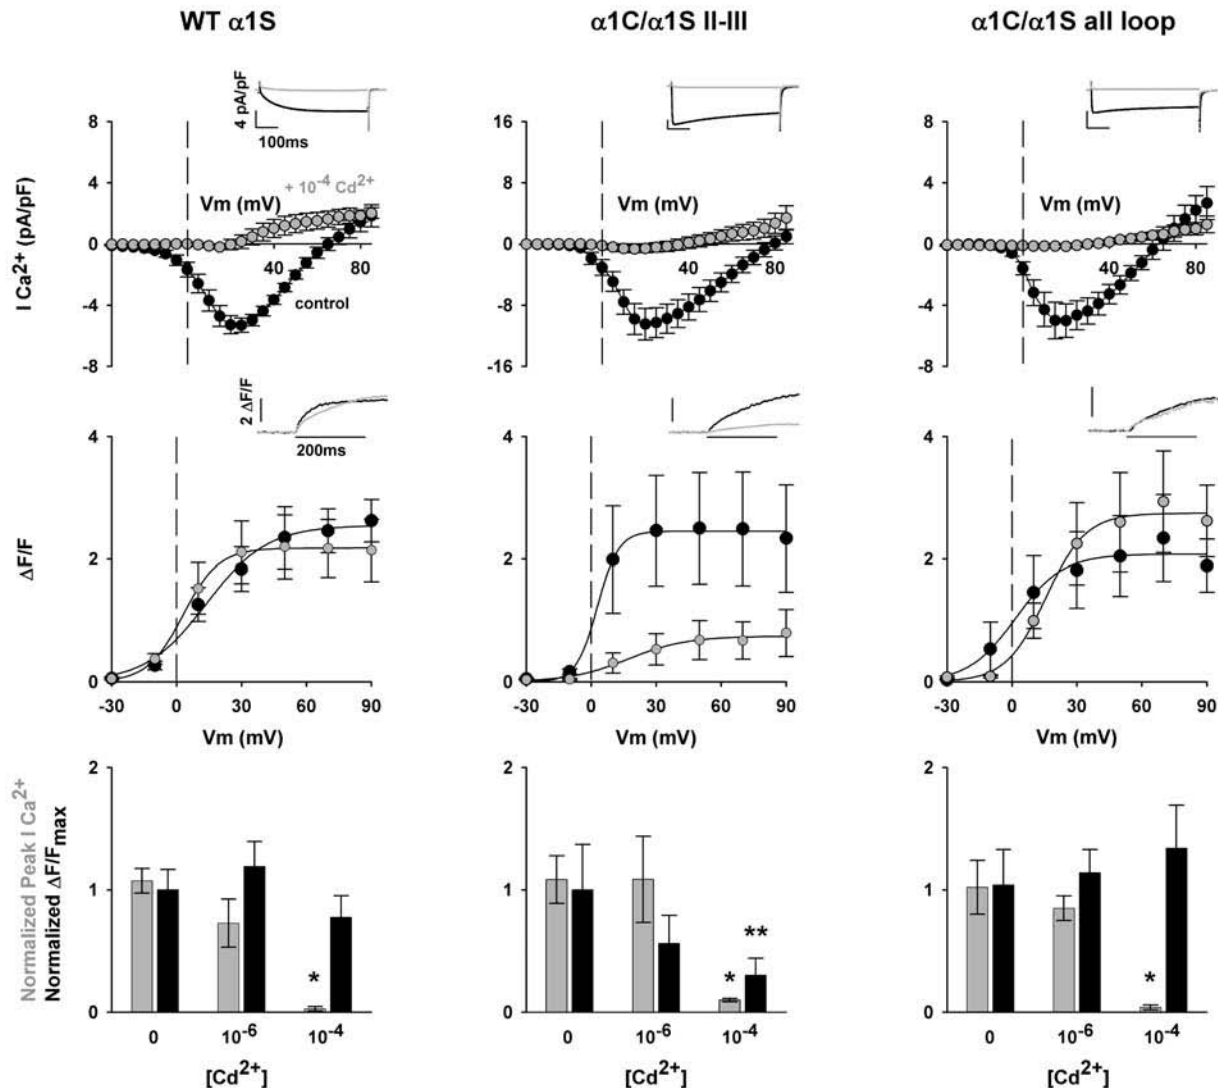 WT α1S
α1C/α1S II-III
α1C/α1S all loop
4 pA/pF
100ms
I Ca²⁺ (pA/pF)
8
4
0
-4
-8
Vm (mV)
+ 10⁻⁴ Cd²⁺
40
80
control
16
8
0
-8
-16
Vm (mV)
40
80
8
4
0
-4
-8
Vm (mV)
40
80
2 ΔF/F
200ms
ΔF/F
4
2
0
-30 0 30 60 90
Vm (mV)
4
2
0
-30 0 30 60 90
Vm (mV)
4
2
0
-30 0 30 60 90
Vm (mV)
Normalized Peak I Ca²⁺
Normalized ΔF/Fmax
2
1
0
*
0 10⁻⁶ 10⁻⁴
[Cd²⁺]
2
1
0
* **
0 10⁻⁶ 10⁻⁴
[Cd²⁺]
2
1
0
*
0 10⁻⁶ 10⁻⁴
[Cd²⁺]